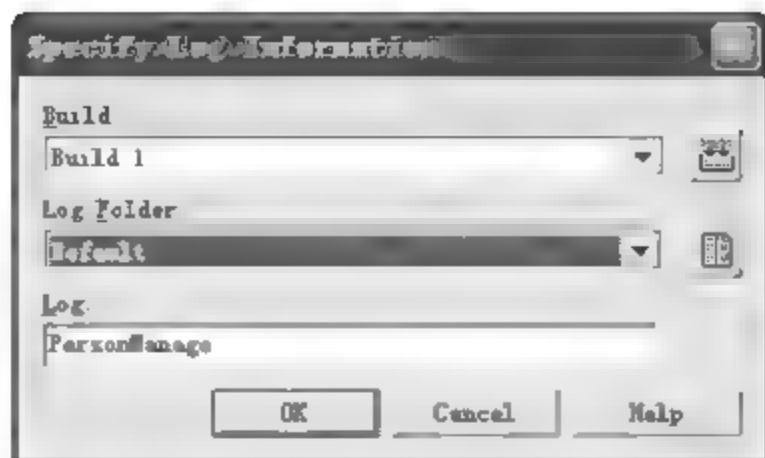 Specify Log Information
Build
Build 1
Log Folder
Default
Log
PersonManage
OK
Cancel
Help